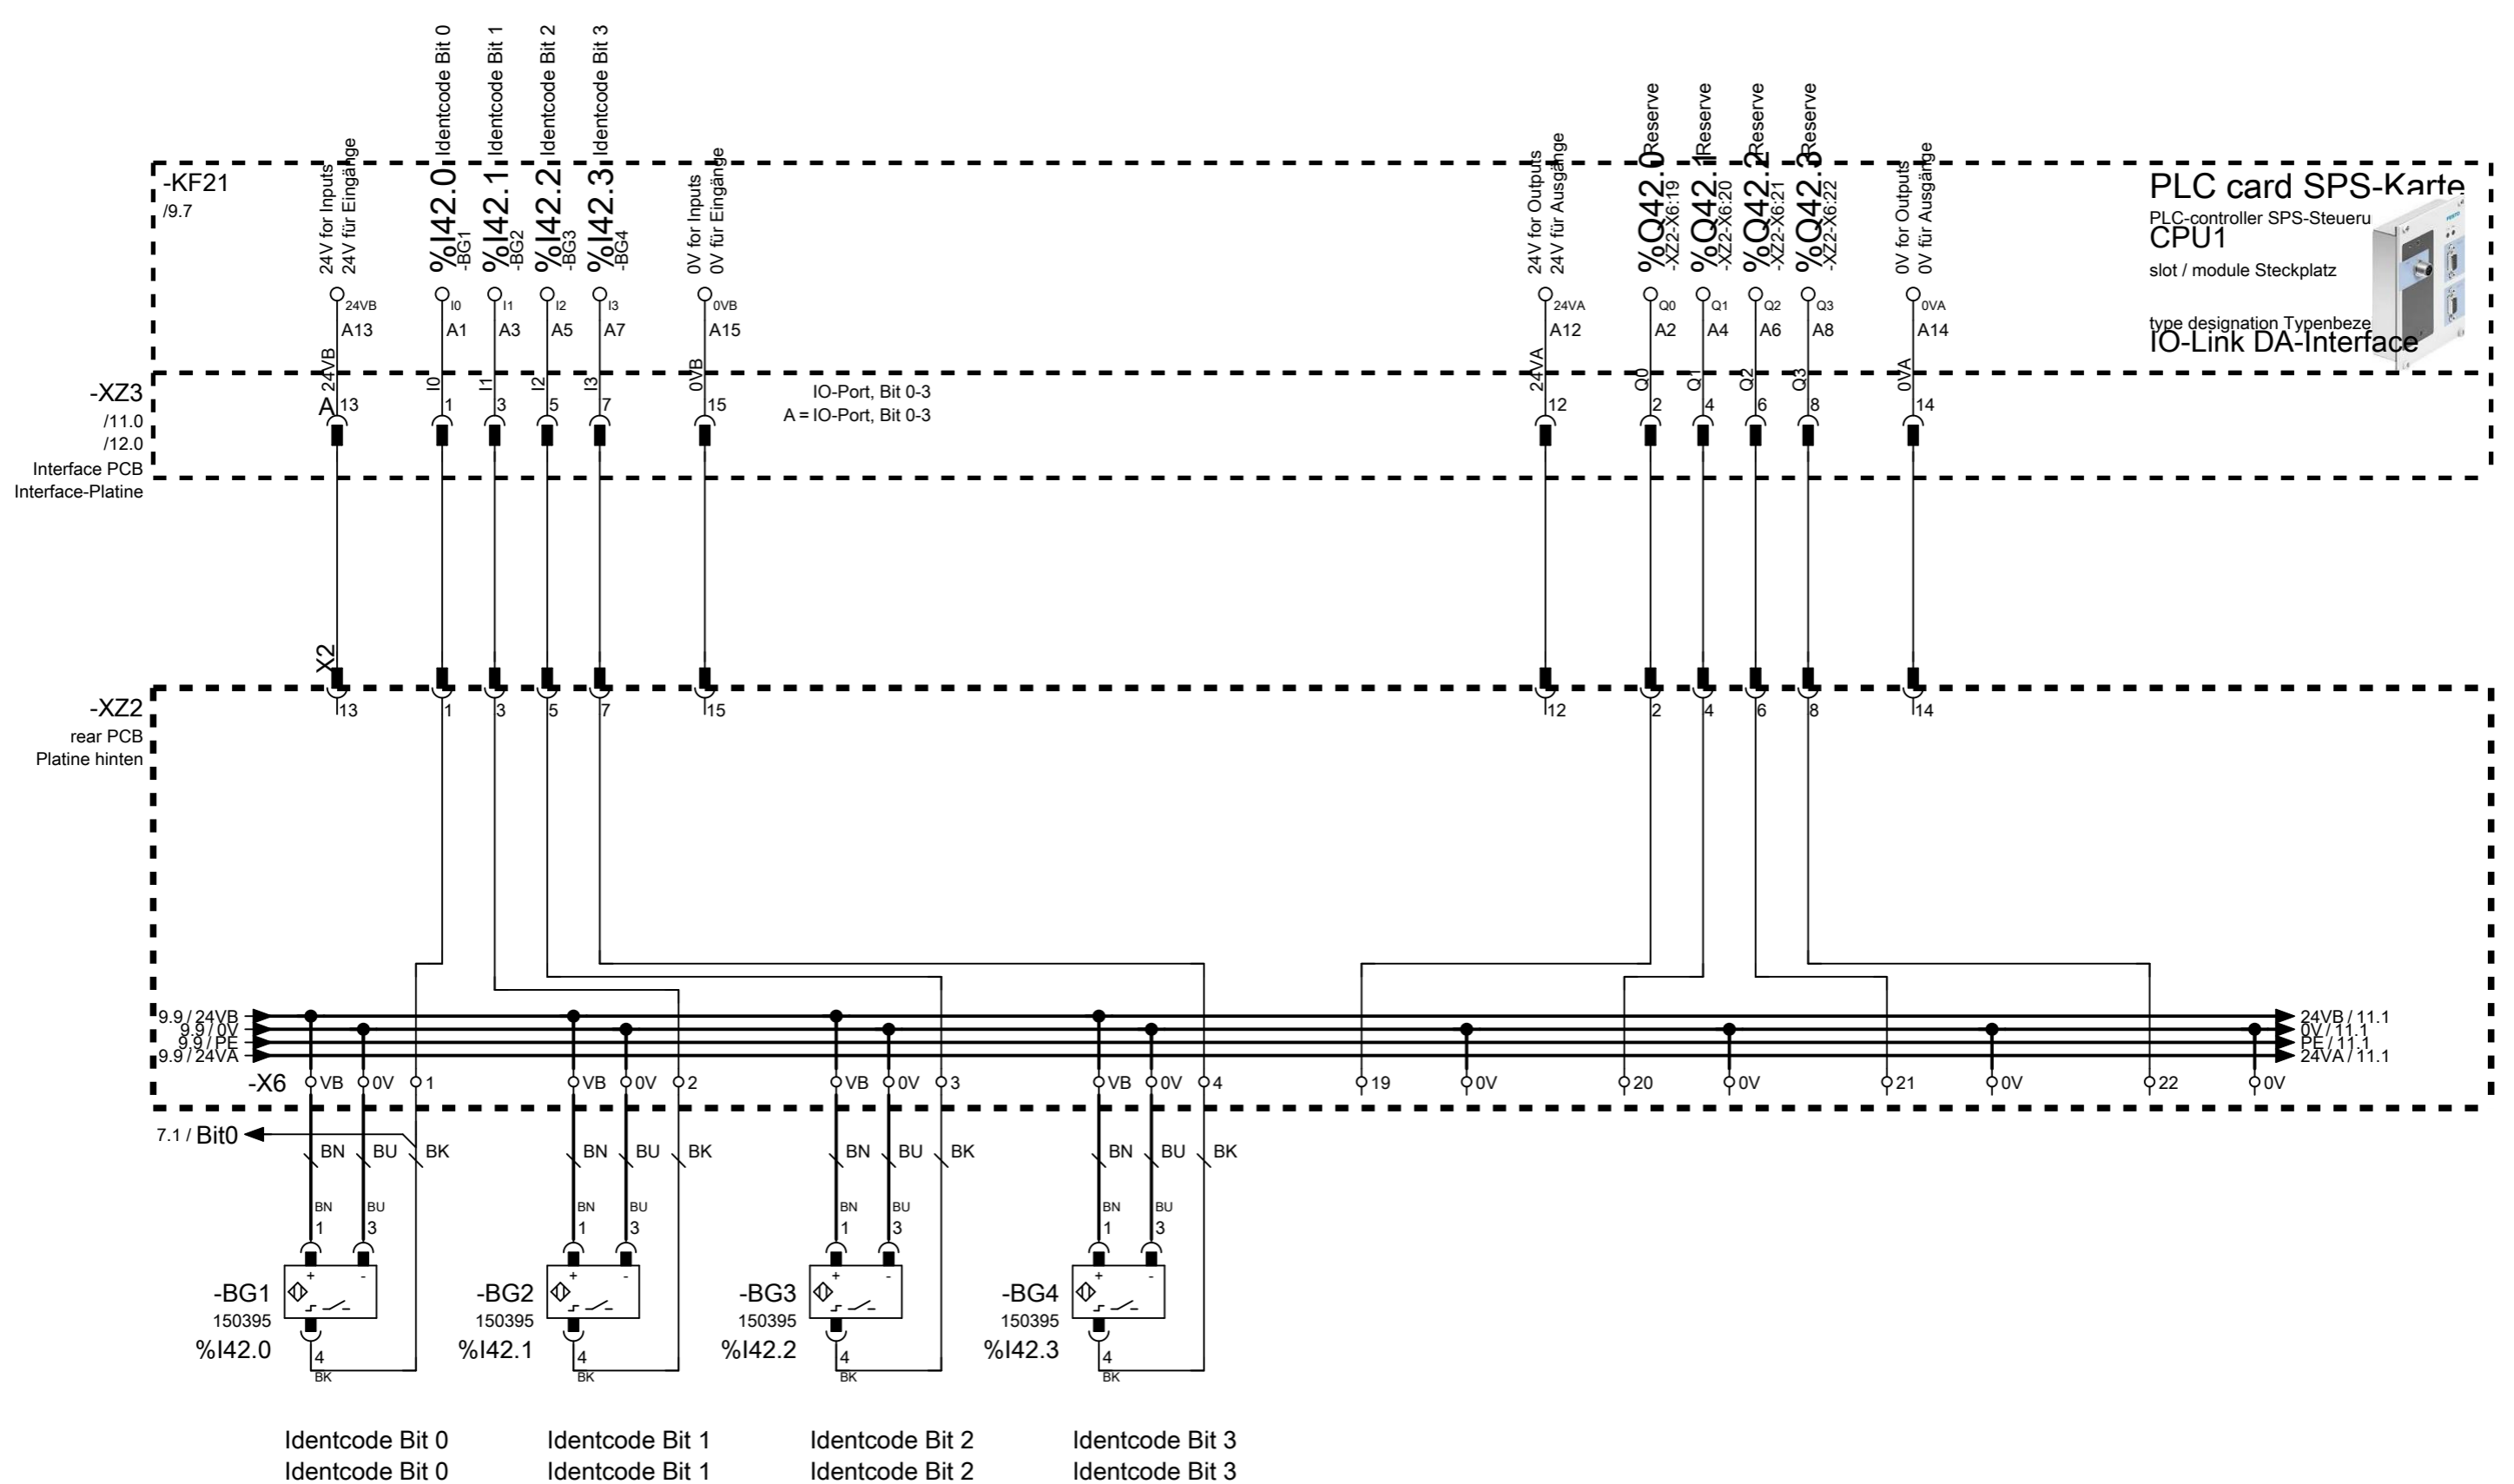 Identcode Bit 0
Identcode Bit 1
Identcode Bit 2
Identcode Bit 3
Reserve
Reserve
Reserve
Reserve
-KF21
/9.7
24V for Inputs
24V für Eingänge
%I42.0
-BG1
%I42.1
-BG2
%I42.2
-BG3
%I42.3
-BG4
0V for Inputs
0V für Eingänge
24V for Outputs
24V für Ausgänge
%Q42.0
-XZ2-X6:19
%Q42.1
-XZ2-X6:20
%Q42.2
-XZ2-X6:21
%Q42.3
-XZ2-X6:22
0V for Outputs
0V für Ausgänge
PLC card SPS-Karte
PLC-controller SPS-Steueru
CPU1
slot / module Steckplatz
type designation Typenbeze
IO-Link DA-Interface
24VB I0 I1 I2 I3 0VB 24VA Q0 Q1 Q2 Q3 0VA
A13 A1 A3 A5 A7 A15 A12 A2 A4 A6 A8 A14
24VB I0 I1 I2 I3 0VB 24VA Q0 Q1 Q2 Q3 0VA
-XZ3
/11.0
/12.0
Interface PCB
Interface-Platine
A 13 1 3 5 7 15 12 2 4 6 8 14
IO-Port, Bit 0-3
A = IO-Port, Bit 0-3
X2
-XZ2
rear PCB
Platine hinten
13 1 3 5 7 15 12 2 4 6 8 14
9.9 / 24VB
9.9 / 0V
9.9 / PE
9.9 / 24VA
24VB / 11.1
0V / 11.1
PE / 11.1
24VA / 11.1
-X6 VB 0V 1 VB 0V 2 VB 0V 3 VB 0V 4 19 0V 20 0V 21 0V 22 0V
7.1 / Bit0
BN BU BK BN BU BK BN BU BK BN BU BK
BN BU BN BU BN BU BN BU
1 3 1 3 1 3 1 3
+ - + - + - + -
-BG1 -BG2 -BG3 -BG4
150395 150395 150395 150395
%I42.0 %I42.1 %I42.2 %I42.3
4 4 4 4
BK BK BK BK
Identcode Bit 0 Identcode Bit 1 Identcode Bit 2 Identcode Bit 3
Identcode Bit 0 Identcode Bit 1 Identcode Bit 2 Identcode Bit 3